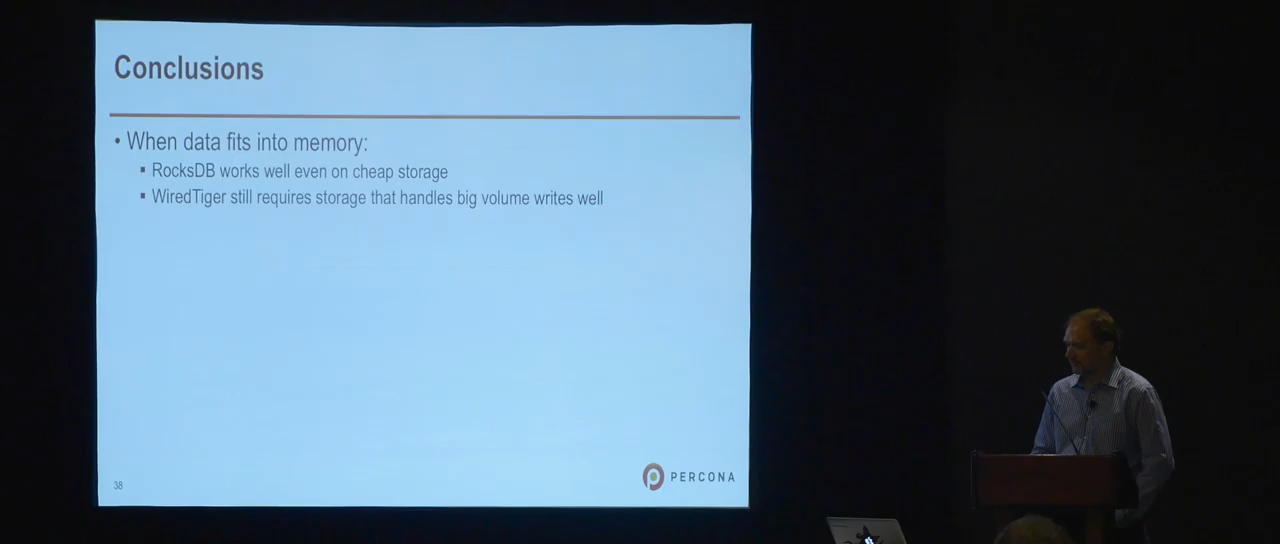 Conclusions
• When data fits into memory:
▪ RocksDB works well even on cheap storage
▪ WiredTiger still requires storage that handles big volume writes well
38
PERCONA